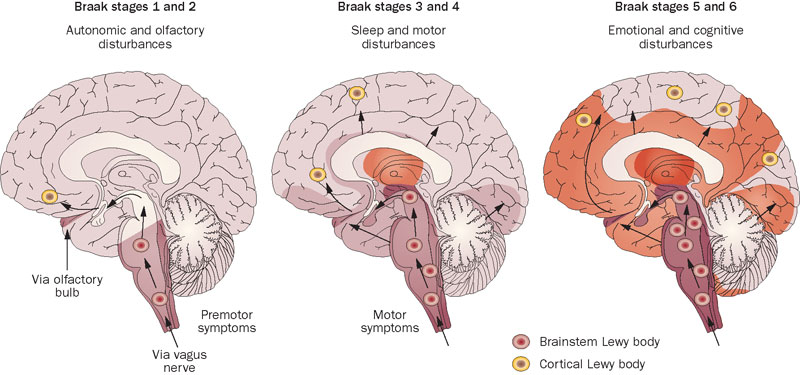 Braak stages 1 and 2
Autonomic and olfactory
disturbances
Braak stages 3 and 4
Sleep and motor
disturbances
Braak stages 5 and 6
Emotional and cognitive
disturbances
Via olfactory
bulb
Premotor
symptoms
Via vagus
nerve
Motor
symptoms
Brainstem Lewy body
Cortical Lewy body